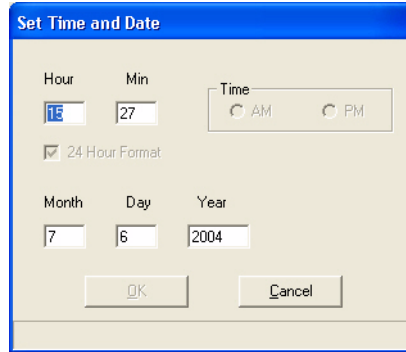 Set Time and Date
Hour Min
Time
15 27
AM PM
24 Hour Format
Month Day Year
7 6 2004
OK Cancel